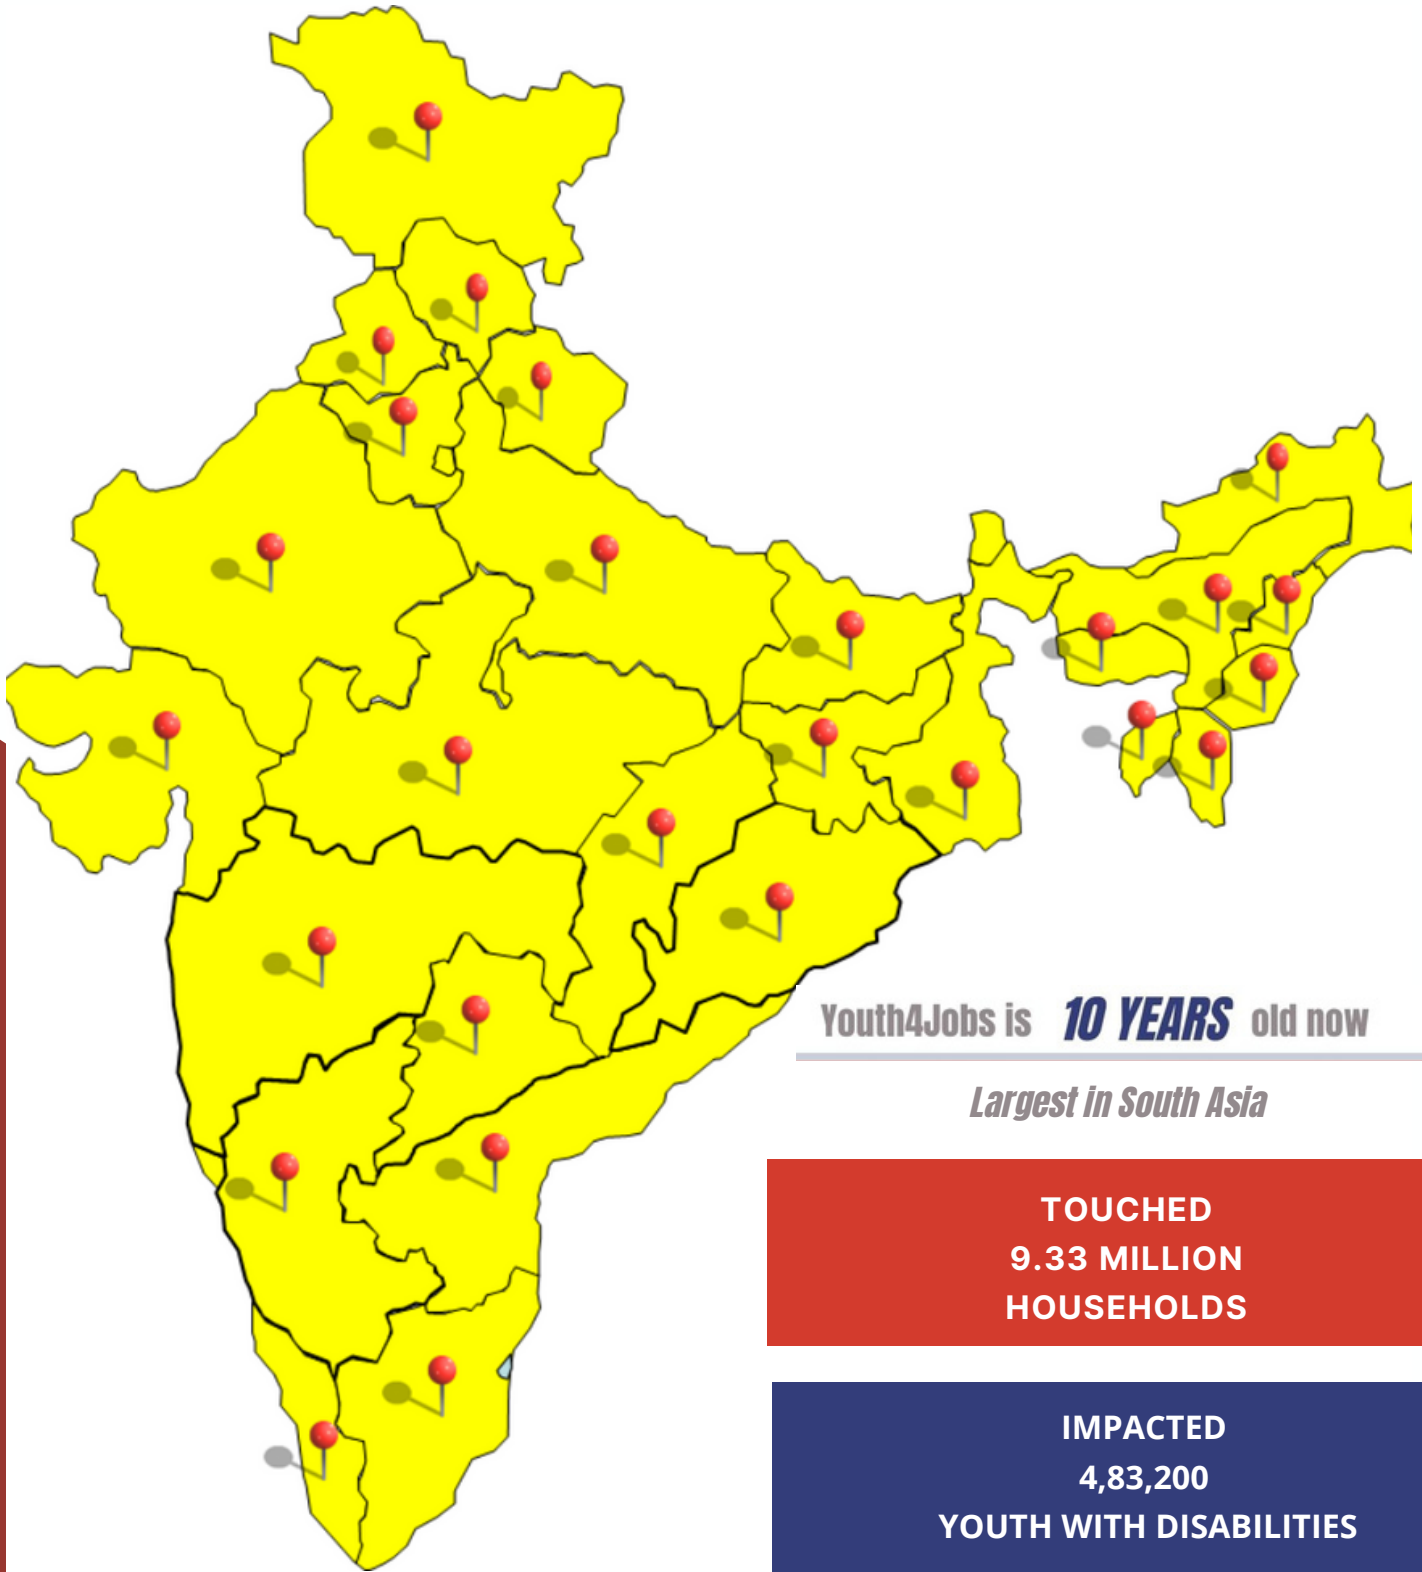 Youth4Jobs is 10 YEARS old now
Largest in South Asia
TOUCHED
9.33 MILLION
HOUSEHOLDS
IMPACTED
4,83,200
YOUTH WITH DISABILITIES